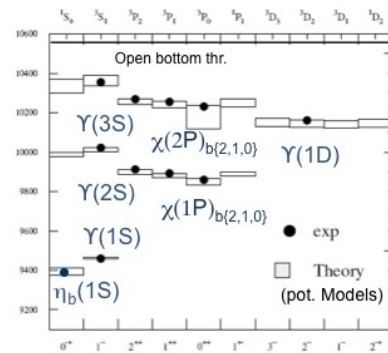 ¹S₀ ³S₁ ³P₂ ³P₁ ³P₀ ¹P₁ ³D₃ ³D₂ ³D₁ ¹D₂
10600
Open bottom thr.
10400
ϒ(3S)
χ(2P)b{2,1,0}
10200
ϒ(1D)
10000
ϒ(2S)
χ(1P)b{2,1,0}
9800
ϒ(1S)
exp
9600
Theory
9400
(pot. Models)
ηb(1S)
9200
0⁻⁺ 1⁻⁻ 2⁺⁺ 1⁺⁺ 0⁺⁺ 1⁺⁻ 3⁻⁻ 2⁻⁻ 1⁻⁻ 2⁻⁺